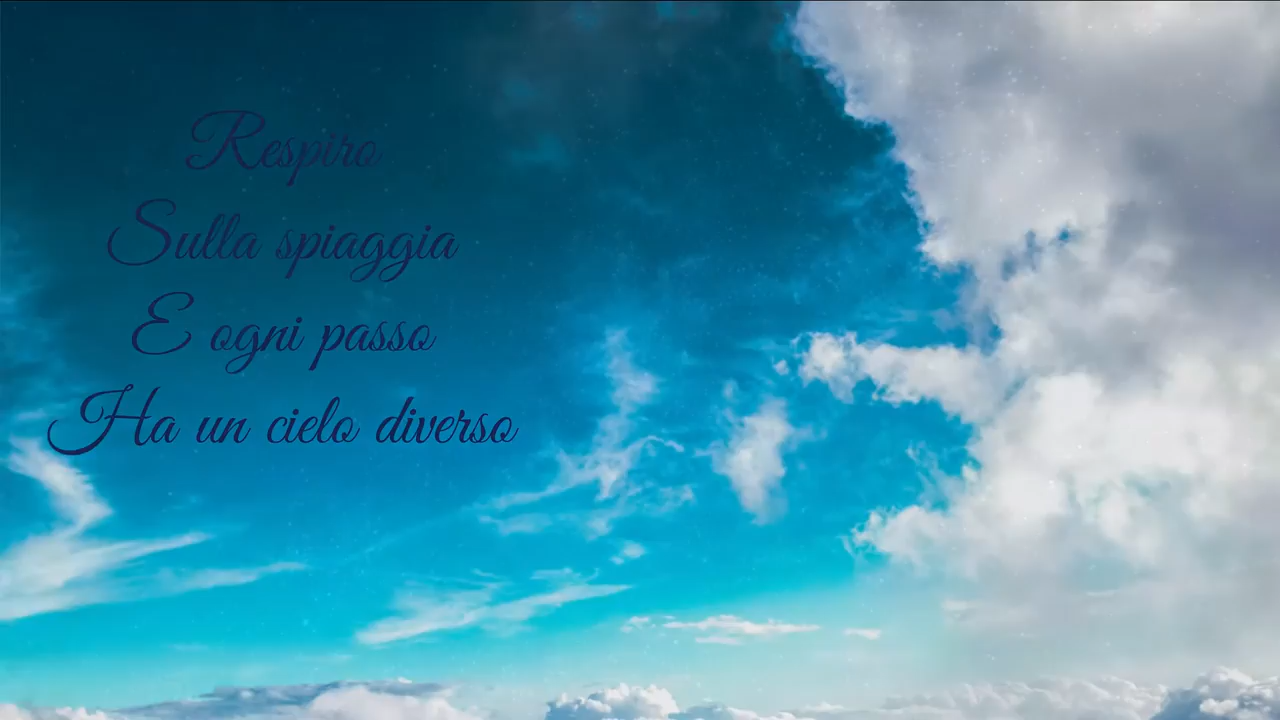 Respiro
Sulla spiaggia
E ogni passo
Ha un cielo diverso